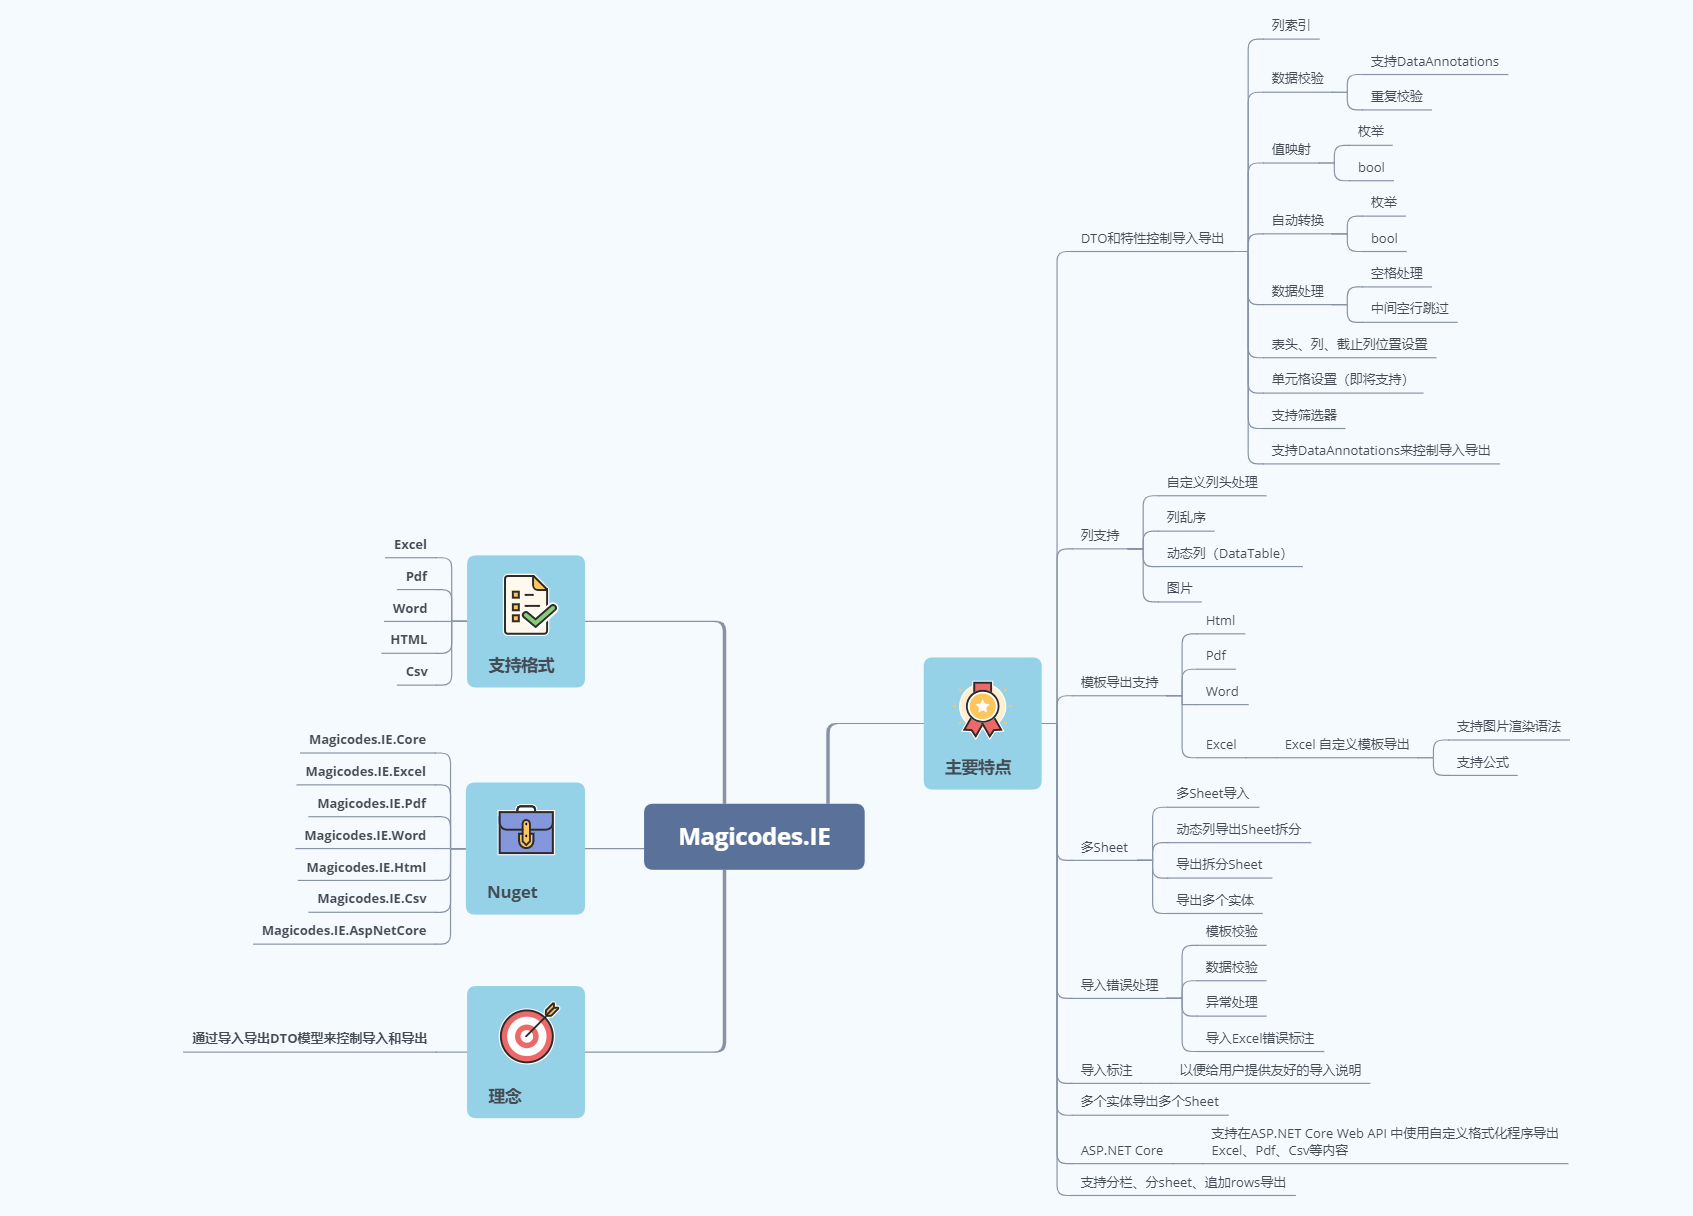 Magicodes.IE
支持格式
Excel
Pdf
Word
HTML
Csv
Nuget
Magicodes.IE.Core
Magicodes.IE.Excel
Magicodes.IE.Pdf
Magicodes.IE.Word
Magicodes.IE.Html
Magicodes.IE.Csv
Magicodes.IE.AspNetCore
理念
通过导入导出DTO模型来控制导入和导出
主要特点
DTO和特性控制导入导出
列索引
数据校验
支持DataAnnotations
重复校验
值映射
枚举
bool
自动转换
枚举
bool
数据处理
空格处理
中间空行跳过
表头、列、截止列位置设置
单元格设置（即将支持）
支持筛选器
支持DataAnnotations来控制导入导出
列支持
自定义列头处理
列乱序
动态列（DataTable）
图片
模板导出支持
Html
Pdf
Word
Excel
Excel 自定义模板导出
支持图片渲染语法
支持公式
多Sheet
多Sheet导入
动态列导出Sheet拆分
导出拆分Sheet
导出多个实体
导入错误处理
模板校验
数据校验
异常处理
导入Excel错误标注
导入标注
以便给用户提供友好的导入说明
多个实体导出多个Sheet
ASP.NET Core
支持在ASP.NET Core Web API 中使用自定义格式化程序导出
Excel、Pdf、Csv等内容
支持分栏、分sheet、追加rows导出